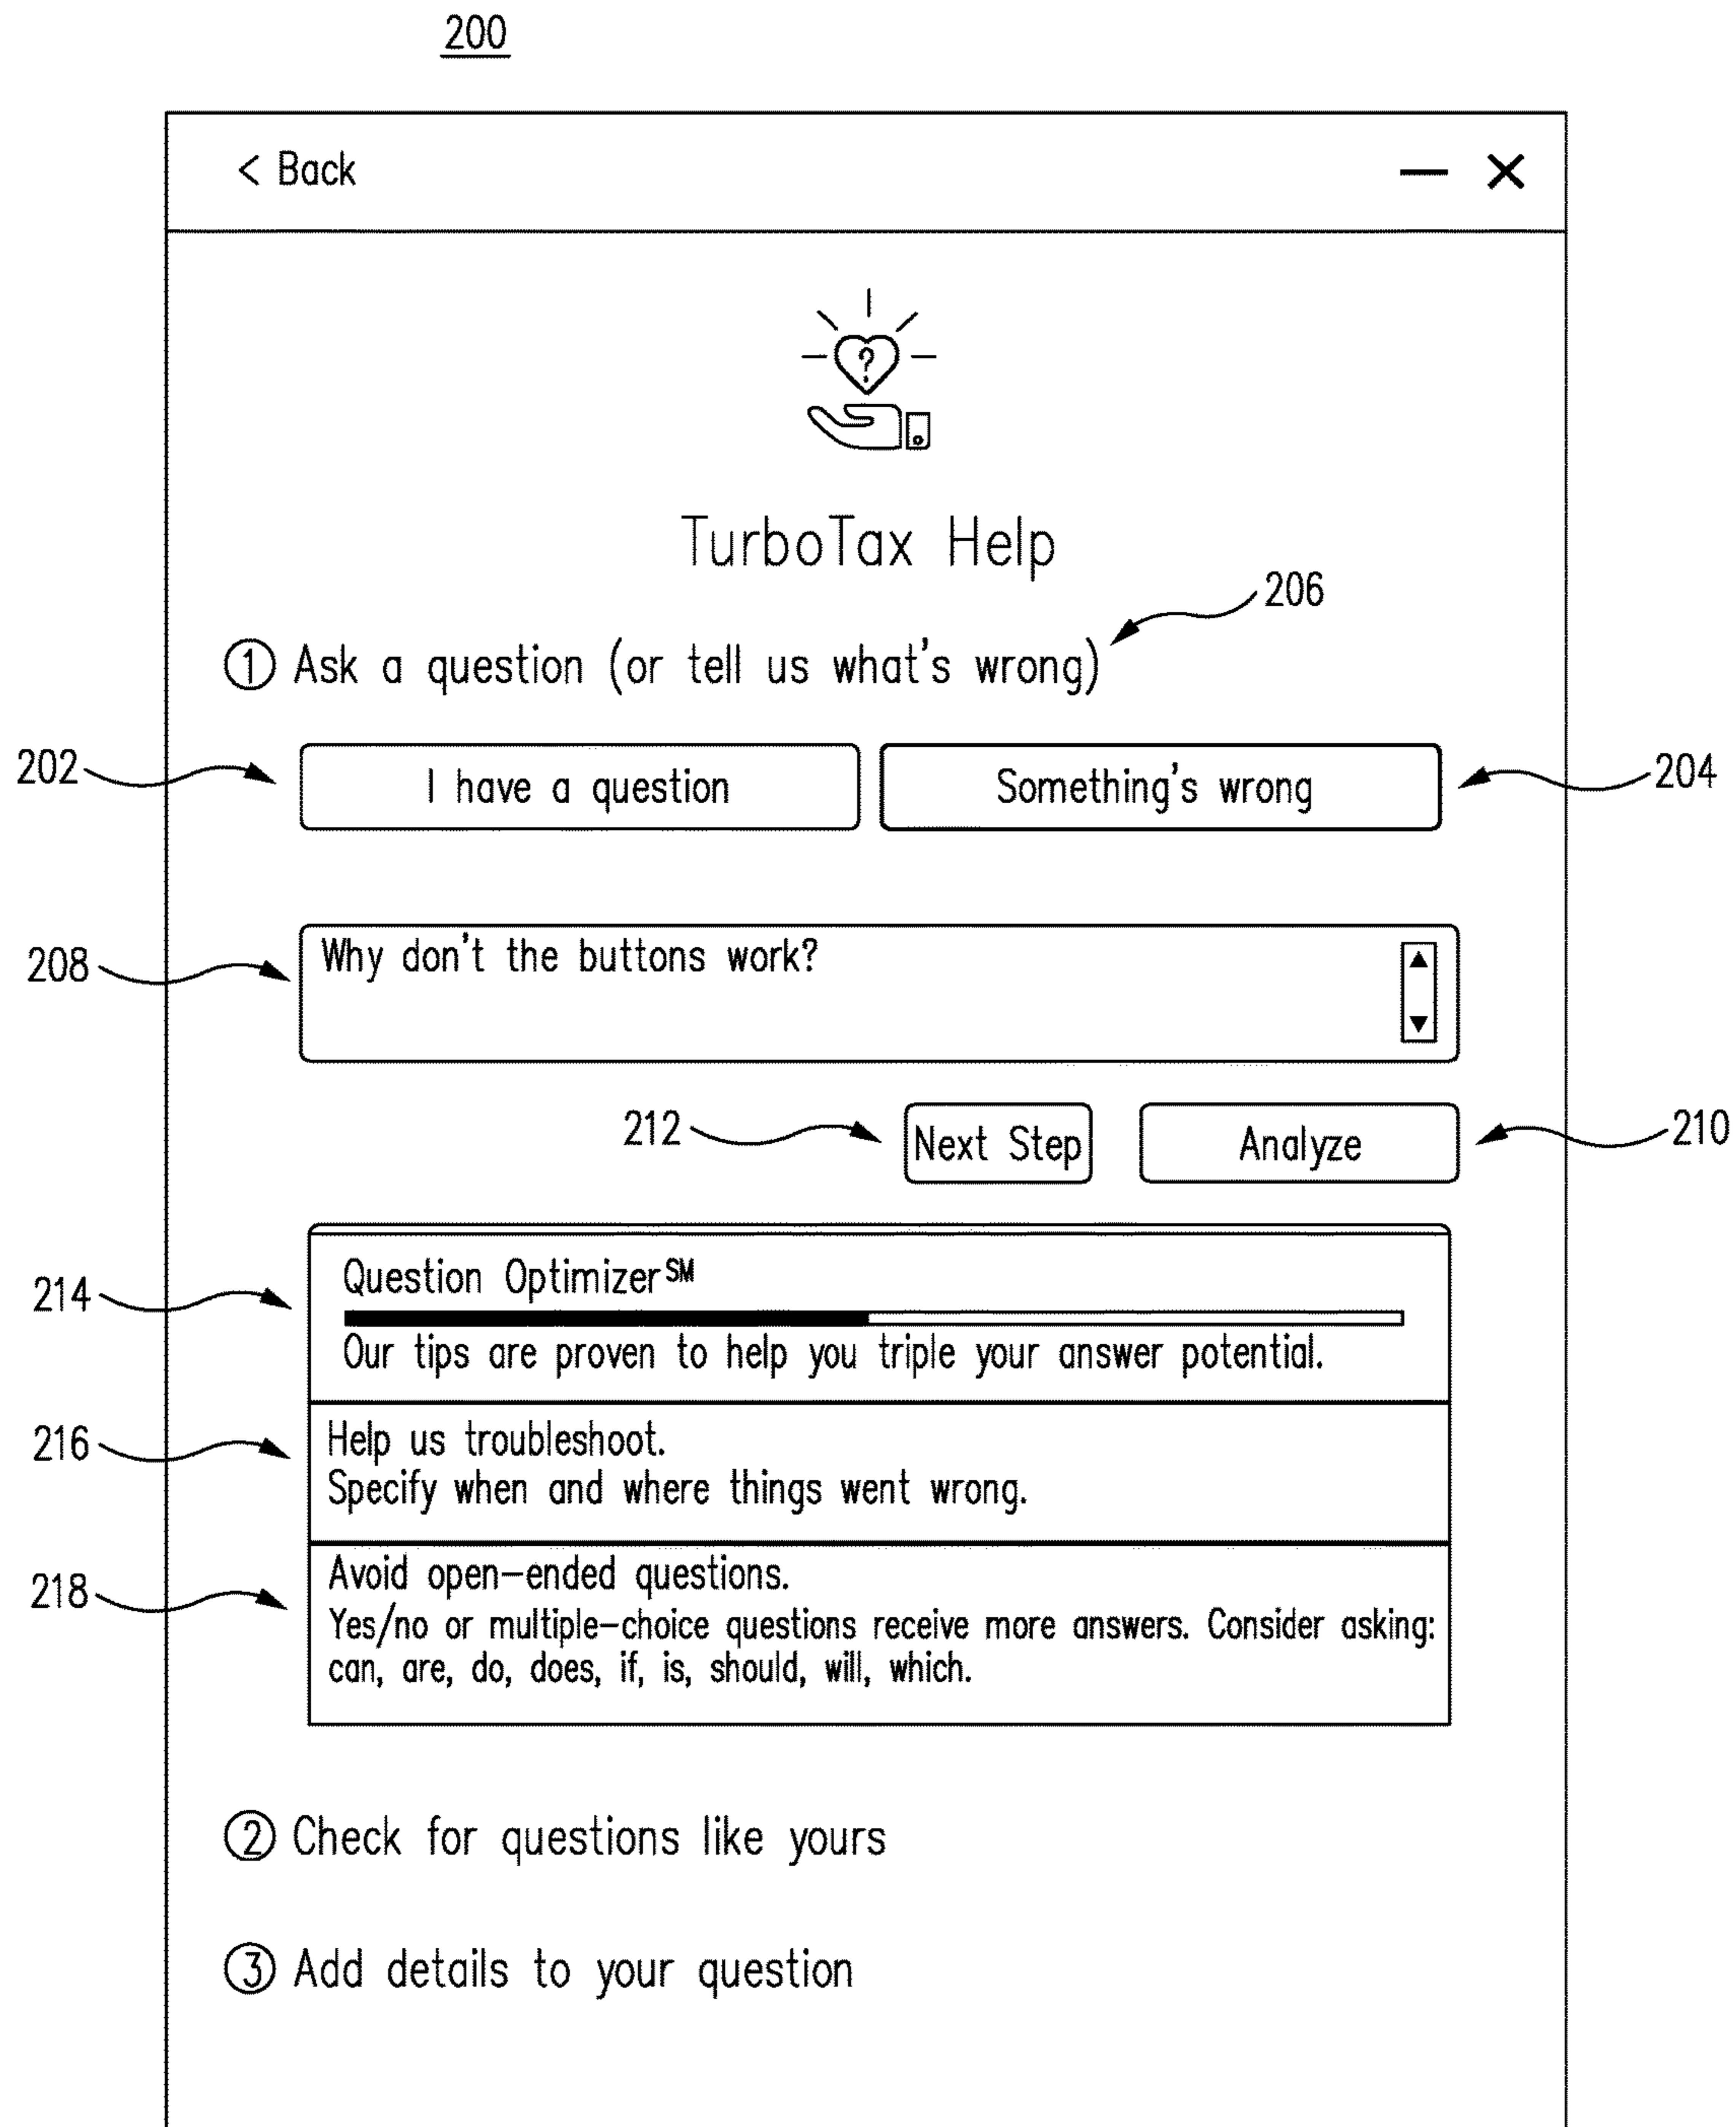 200
< Back
?
TurboTax Help
206
1 Ask a question (or tell us what's wrong)
202
I have a question
Something's wrong
204
208
Why don't the buttons work?
212
Next Step
Analyze
210
214
Question Optimizer℠
Our tips are proven to help you triple your answer potential.
216
Help us troubleshoot.
Specify when and where things went wrong.
218
Avoid open-ended questions.
Yes/no or multiple-choice questions receive more answers. Consider asking:
can, are, do, does, if, is, should, will, which.
2 Check for questions like yours
3 Add details to your question